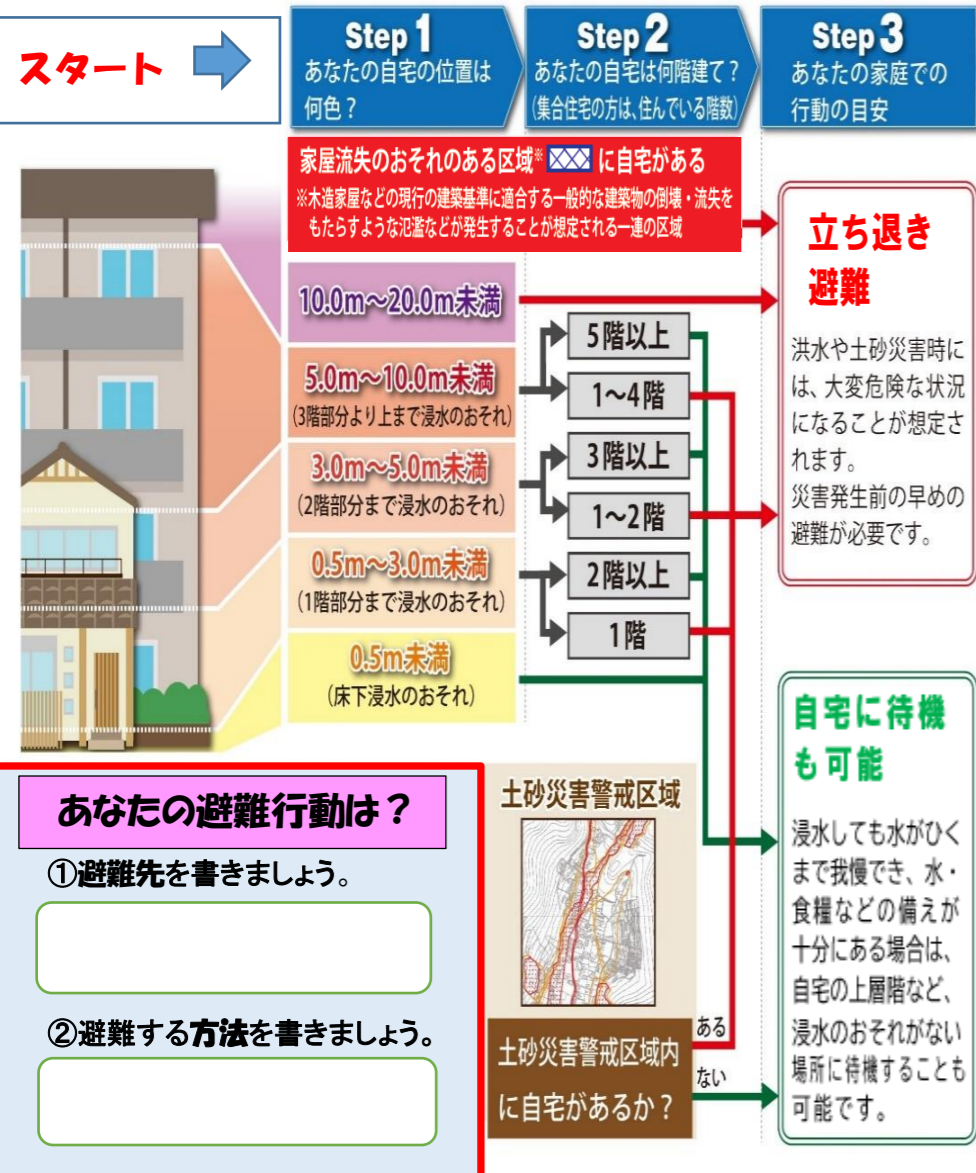 スタート
Step 1
あなたの自宅の位置は
何色？
Step 2
あなたの自宅は何階建て？
(集合住宅の方は、住んでいる階数)
Step 3
あなたの家庭での
行動の目安
家屋流失のおそれのある区域※ に自宅がある
※木造家屋などの現行の建築基準に適合する一般的な建築物の倒壊・流失を
もたらすような氾濫などが発生することが想定される一連の区域
10.0m〜20.0m未満
5.0m〜10.0m未満
(3階部分より上まで浸水のおそれ)
3.0m〜5.0m未満
(2階部分まで浸水のおそれ)
0.5m〜3.0m未満
(1階部分まで浸水のおそれ)
0.5m未満
(床下浸水のおそれ)
5階以上
1〜4階
3階以上
1〜2階
2階以上
1階
立ち退き
避難
洪水や土砂災害時に
は、大変危険な状況
になることが想定さ
れます。
災害発生前の早めの
避難が必要です。
自宅に待機
も可能
浸水しても水がひく
まで我慢でき、水・
食糧などの備えが
十分にある場合は、
自宅の上層階など、
浸水のおそれがない
場所に待機することも
可能です。
土砂災害警戒区域
土砂災害警戒区域内
に自宅があるか？
ある
ない
あなたの避難行動は？
①避難先を書きましょう。
②避難する方法を書きましょう。